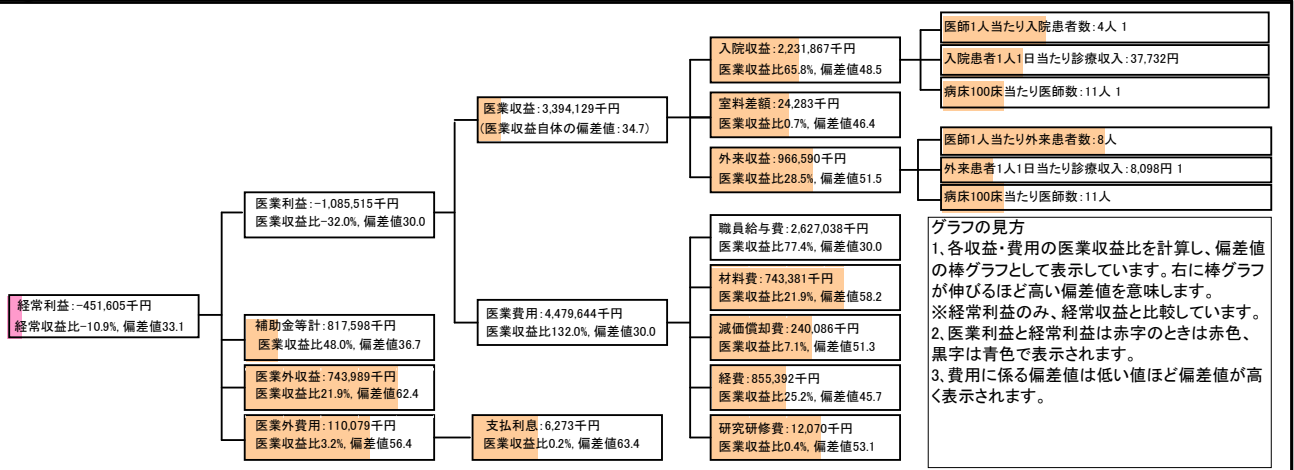 経常利益:-451,605千円
経常収益比-10.9%, 偏差値33.1
医業利益:-1,085,515千円
医業収益比-32.0%, 偏差値30.0
補助金等計:817,598千円
医業収益比48.0%, 偏差値36.7
医業外収益:743,989千円
医業収益比21.9%, 偏差値62.4
医業外費用:110,079千円
医業収益比3.2%, 偏差値56.4
支払利息:6,273千円
医業収益比0.2%, 偏差値63.4
医業収益:3,394,129千円
(医業収益自体の偏差値:34.7)
医業費用:4,479,644千円
医業収益比132.0%, 偏差値30.0
入院収益:2,231,867千円
医業収益比65.8%, 偏差値48.5
室料差額:24,283千円
医業収益比0.7%, 偏差値46.4
外来収益:966,590千円
医業収益比28.5%, 偏差値51.5
職員給与費:2,627,038千円
医業収益比77.4%, 偏差値30.0
材料費:743,381千円
医業収益比21.9%, 偏差値58.2
減価償却費:240,086千円
医業収益比7.1%, 偏差値51.3
経費:855,392千円
医業収益比25.2%, 偏差値45.7
研究研修費:12,070千円
医業収益比0.4%, 偏差値53.1
医師1人当たり入院患者数:4人 1
入院患者1人1日当たり診療収入:37,732円
病床100床当たり医師数:11人 1
医師1人当たり外来患者数:8人
外来患者1人1日当たり診療収入:8,098円 1
病床100床当たり医師数:11人
グラフの見方
1、各収益・費用の医業収益比を計算し、偏差値
の棒グラフとして表示しています。右に棒グラフ
が伸びるほど高い偏差値を意味します。
※経常利益のみ、経常収益と比較しています。
2、医業利益と経常利益は赤字のときは赤色、
黒字は青色で表示されます。
3、費用に係る偏差値は低い値ほど偏差値が高
く表示されます。